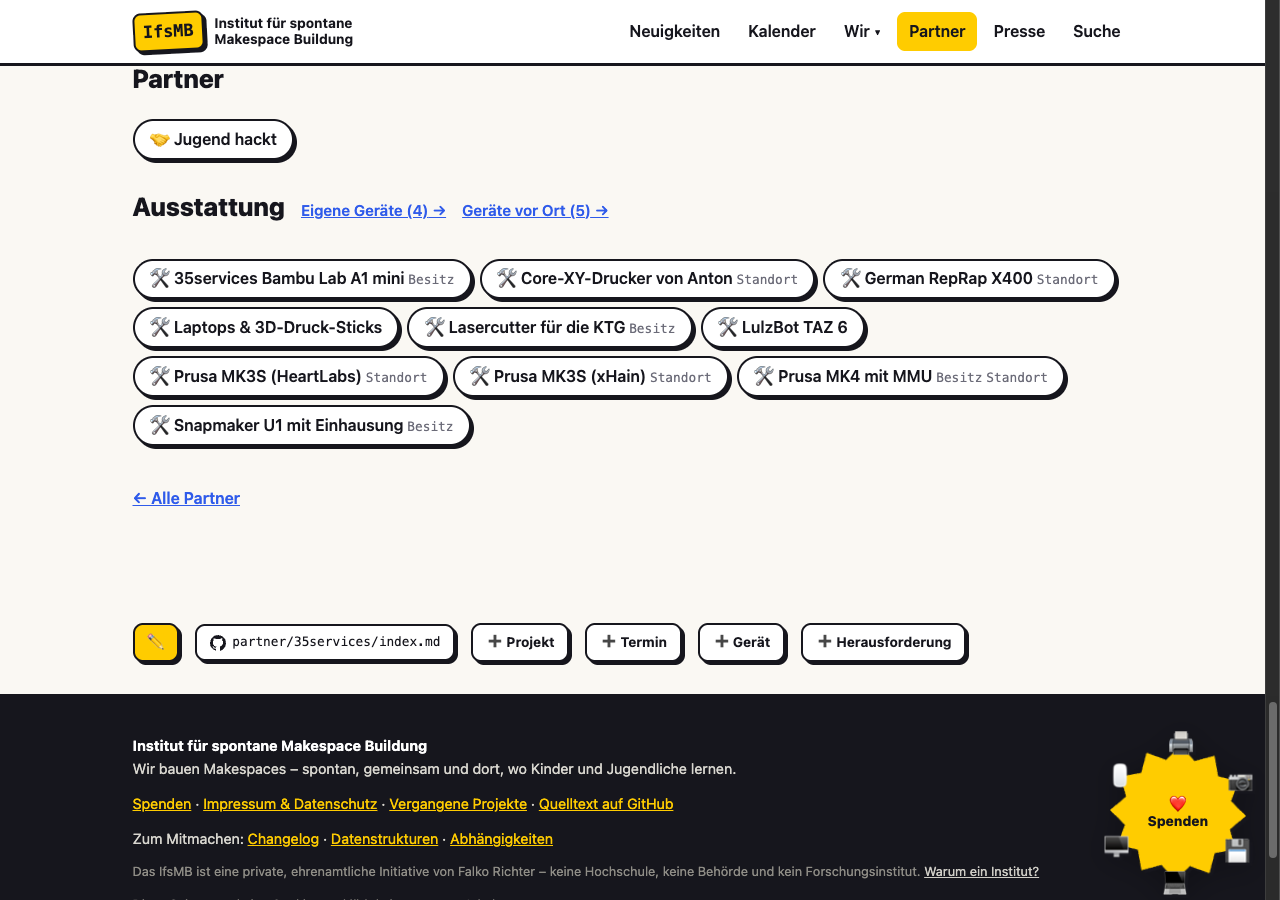 IfsMB
Institut für spontane
Makespace Buildung
Neuigkeiten
Kalender
Wir ▾
Partner
Presse
Suche
Partner
🤝 Jugend hackt
Ausstattung Eigene Geräte (4) → Geräte vor Ort (5) →
🛠 35services Bambu Lab A1 mini Besitz
🛠 Core-XY-Drucker von Anton Standort
🛠 German RepRap X400 Standort
🛠 Laptops & 3D-Druck-Sticks
🛠 Lasercutter für die KTG Besitz
🛠 LulzBot TAZ 6
🛠 Prusa MK3S (HeartLabs) Standort
🛠 Prusa MK3S (xHain) Standort
🛠 Prusa MK4 mit MMU Besitz Standort
🛠 Snapmaker U1 mit Einhausung Besitz
← Alle Partner
✏️
partner/35services/index.md
➕ Projekt
➕ Termin
➕ Gerät
➕ Herausforderung
Institut für spontane Makespace Buildung
Wir bauen Makespaces – spontan, gemeinsam und dort, wo Kinder und Jugendliche lernen.
Spenden · Impressum & Datenschutz · Vergangene Projekte · Quelltext auf GitHub
Zum Mitmachen: Changelog · Datenstrukturen · Abhängigkeiten
Das IfsMB ist eine private, ehrenamtliche Initiative von Falko Richter – keine Hochschule, keine Behörde und kein Forschungsinstitut. Warum ein Institut?
❤️
Spenden